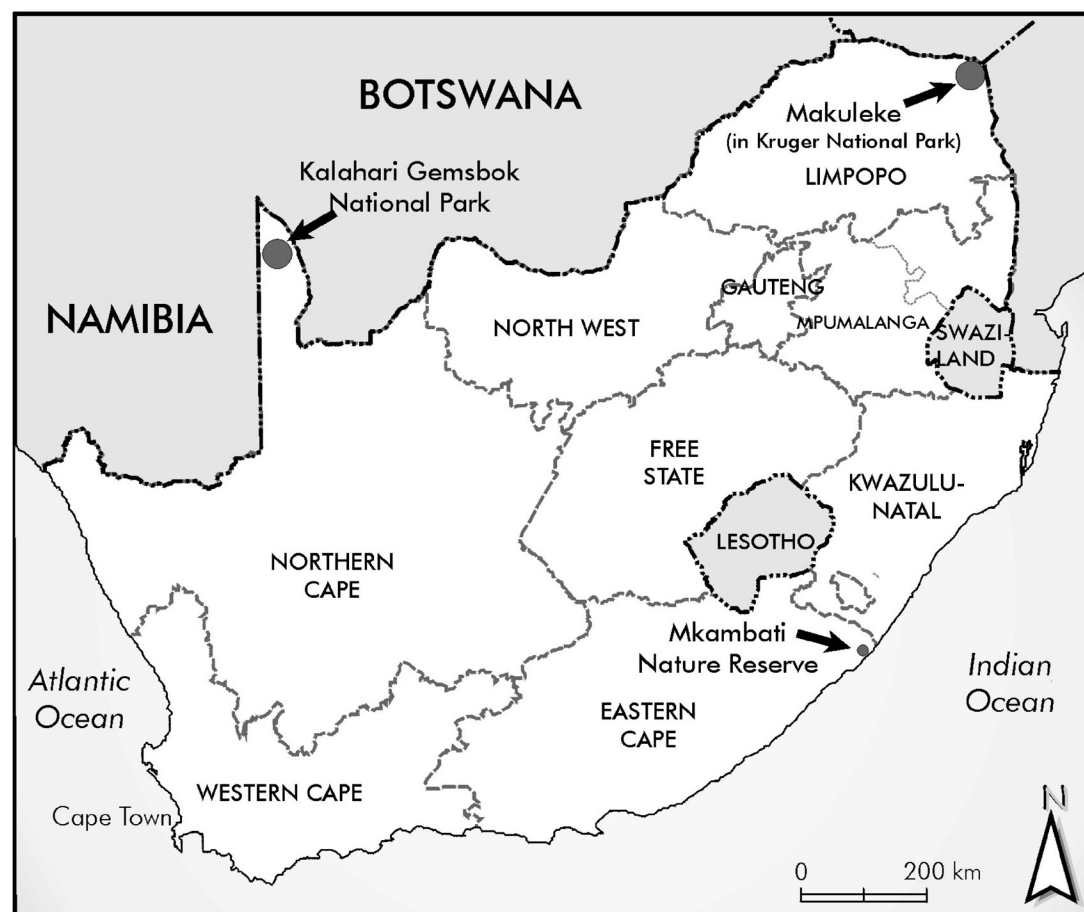 BOTSWANA
Makuleke
(in Kruger National Park)
LIMPOPO
Kalahari Gemsbok
National Park
NAMIBIA
GAUTENG
NORTH WEST
MPUMALANGA
SWAZI-
LAND
FREE
STATE
KWAZULU-
NATAL
LESOTHO
NORTHERN
CAPE
Mkambati
Nature Reserve
Atlantic
Ocean
Indian
Ocean
EASTERN
CAPE
WESTERN CAPE
Cape Town
N
0 200 km